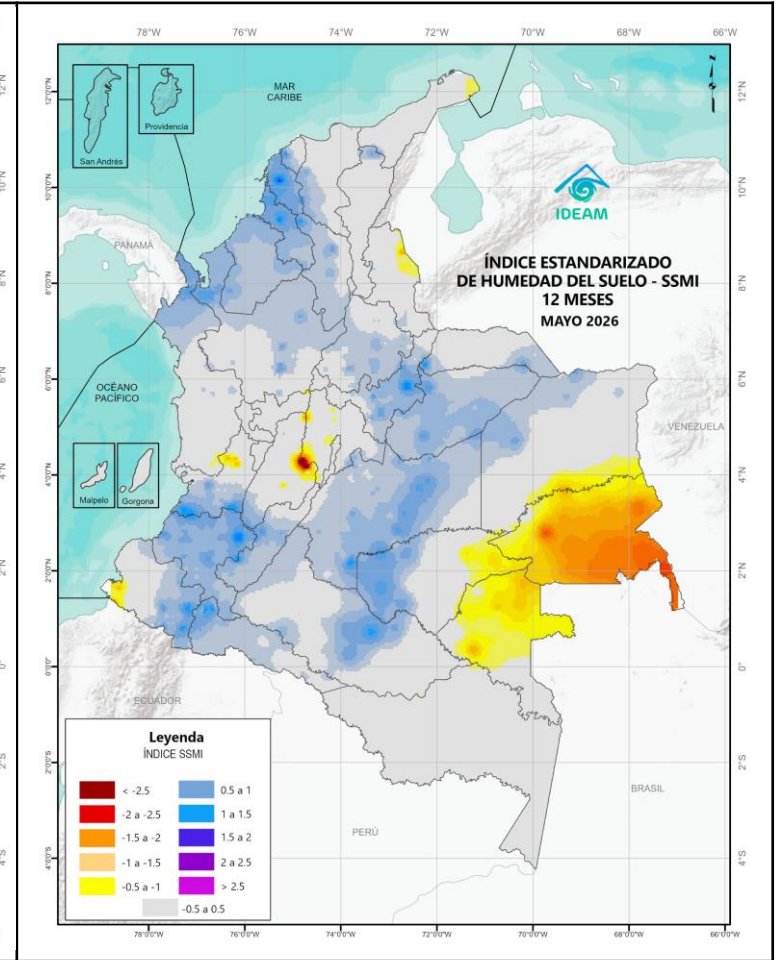 78°W 76°W 74°W 72°W 70°W 68°W 66°W
12°N
10°N
8°N
6°N
4°N
2°N
0°
2°S
4°S
San Andrés
Providencia
MAR
CARIBE
IDEAM
ÍNDICE ESTANDARIZADO
DE HUMEDAD DEL SUELO - SSMI
12 MESES
MAYO 2026
PANAMÁ
OCÉANO
PACÍFICO
VENEZUELA
Malpelo
Gorgona
ECUADOR
BRASIL
PERÚ
Leyenda
ÍNDICE SSMI
< -2.5
-2 a -2.5
-1.5 a -2
-1 a -1.5
-0.5 a -1
0.5 a 1
1 a 1.5
1.5 a 2
2 a 2.5
> 2.5
-0.5 a 0.5
78°0'0"W 76°0'0"W 74°0'0"W 72°0'0"W 70°0'0"W 68°0'0"W 66°0'0"W